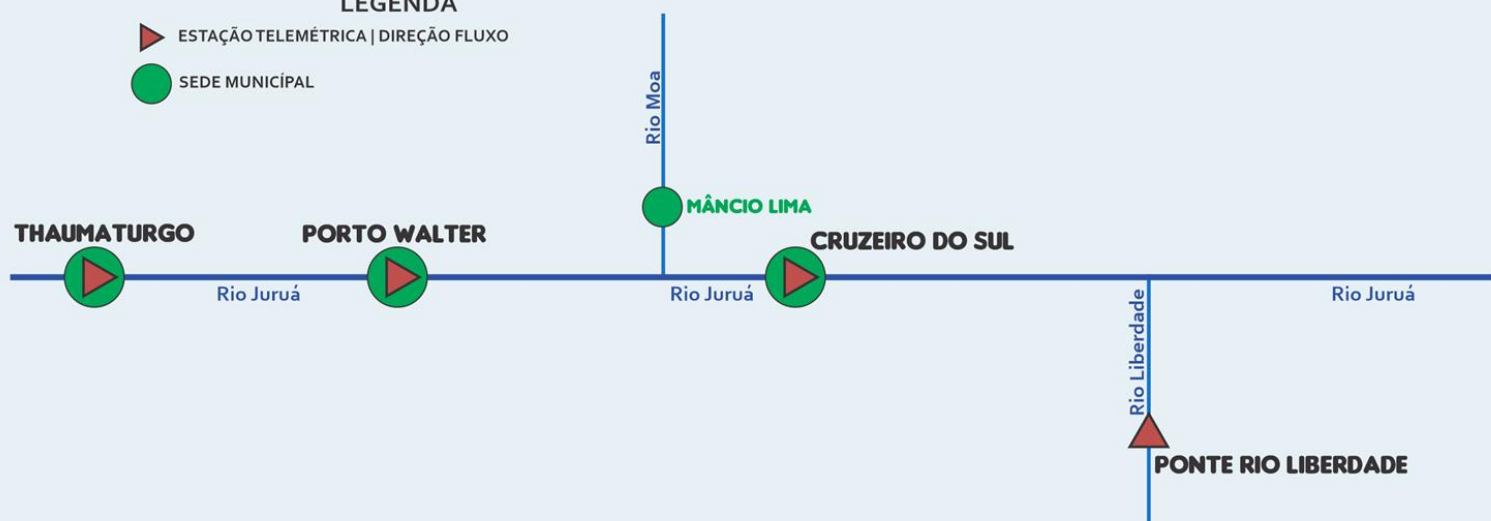 LEGENDA
ESTAÇÃO TELEMÉTRICA | DIREÇÃO FLUXO
SEDE MUNICÍPAL
Rio Moa
MÂNCIO LIMA
THAUMATURGO
PORTO WALTER
CRUZEIRO DO SUL
Rio Juruá
Rio Juruá
Rio Juruá
Rio Liberdade
PONTE RIO LIBERDADE